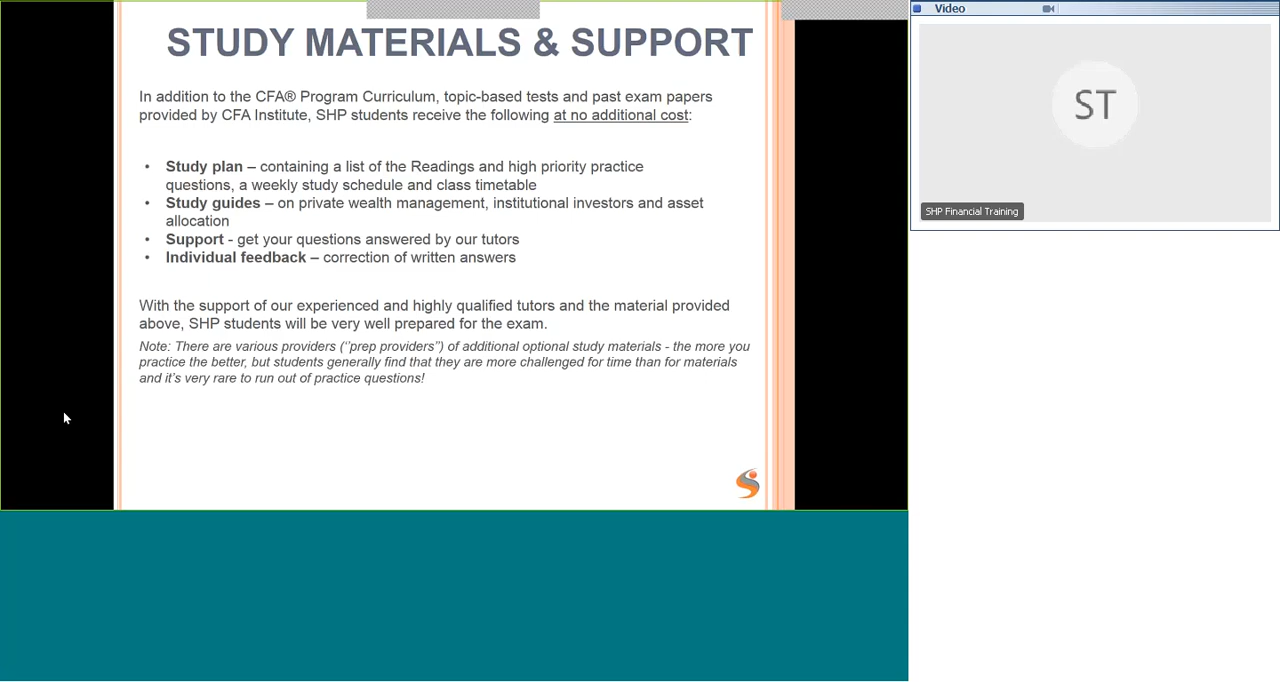 STUDY MATERIALS & SUPPORT
In addition to the CFA® Program Curriculum, topic-based tests and past exam papers
provided by CFA Institute, SHP students receive the following at no additional cost:
• Study plan – containing a list of the Readings and high priority practice
questions, a weekly study schedule and class timetable
• Study guides – on private wealth management, institutional investors and asset
allocation
• Support - get your questions answered by our tutors
• Individual feedback – correction of written answers
With the support of our experienced and highly qualified tutors and the material provided
above, SHP students will be very well prepared for the exam.
Note: There are various providers (‘'prep providers’') of additional optional study materials - the more you
practice the better, but students generally find that they are more challenged for time than for materials
and it’s very rare to run out of practice questions!
Video
ST
SHP Financial Training